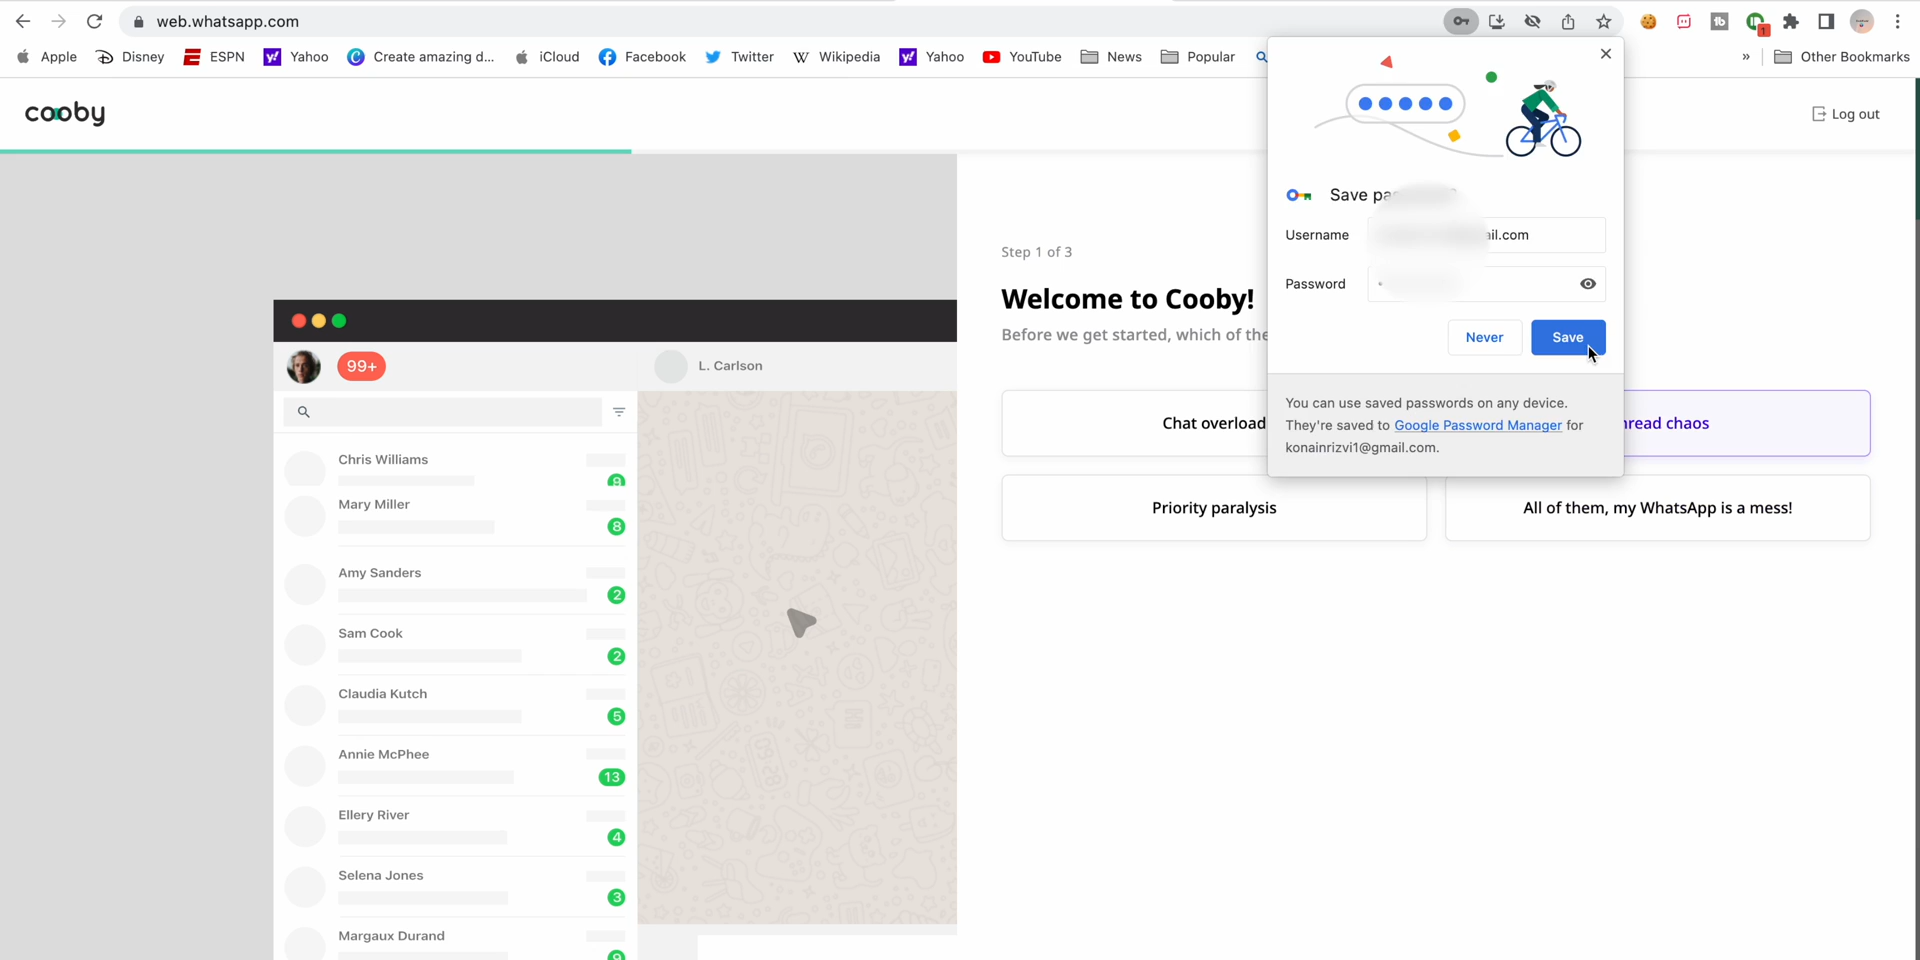 web.whatsapp.com
1
Apple Disney ESPN Yahoo Create amazing d... iCloud Facebook Twitter Wikipedia Yahoo YouTube News Popular » Other Bookmarks
cooby
Log out
Save
Username ail.com
Password
Never Save
You can use saved passwords on any device.
They're saved to Google Password Manager for
konainrizvi1@gmail.com.
Step 1 of 3
Welcome to Cooby!
Before we get started, which of the
Chat overload
nread chaos
Priority paralysis
All of them, my WhatsApp is a mess!
99+
L. Carlson
Chris Williams
9
Mary Miller
8
Amy Sanders
2
Sam Cook
2
Claudia Kutch
5
Annie McPhee
13
Ellery River
4
Selena Jones
3
Margaux Durand
9